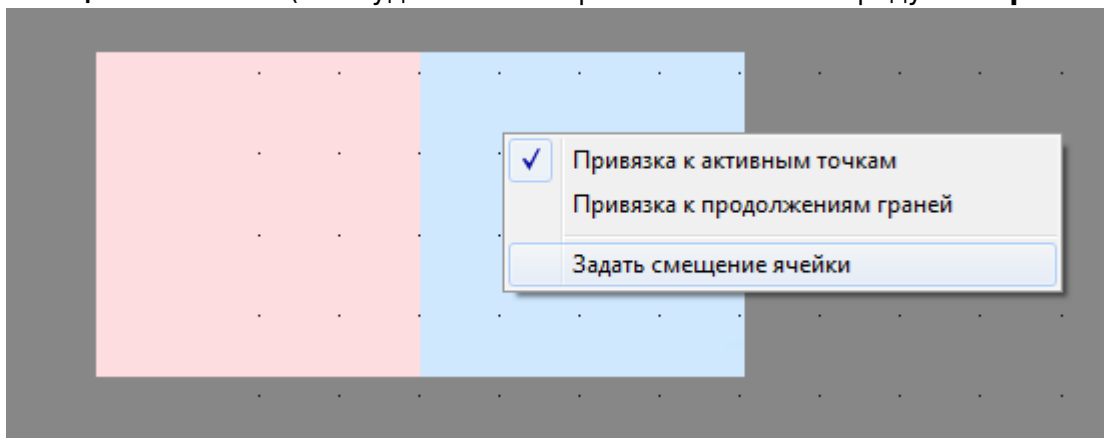 Привязка к активным точкам
Привязка к продолжениям граней
Задать смещение ячейки